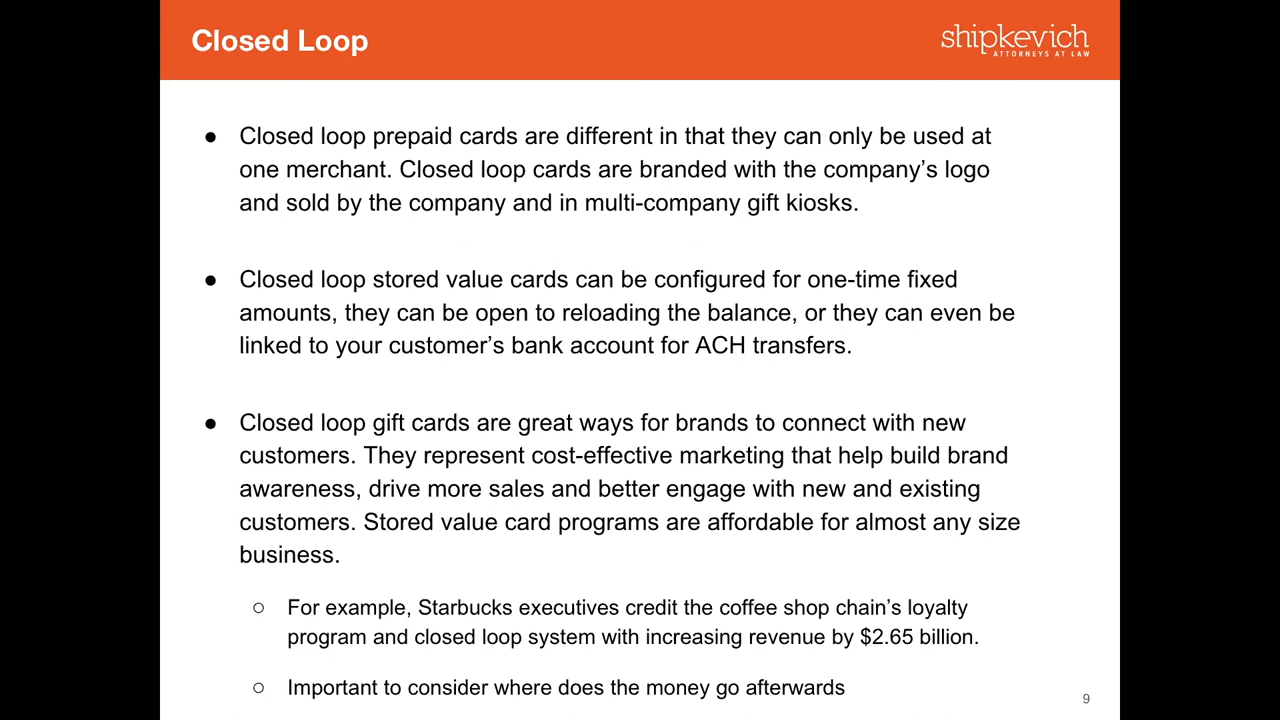 Closed Loop
shipkevich
ATTORNEYS AT LAW
● Closed loop prepaid cards are different in that they can only be used at
one merchant. Closed loop cards are branded with the company’s logo
and sold by the company and in multi-company gift kiosks.
● Closed loop stored value cards can be configured for one-time fixed
amounts, they can be open to reloading the balance, or they can even be
linked to your customer’s bank account for ACH transfers.
● Closed loop gift cards are great ways for brands to connect with new
customers. They represent cost-effective marketing that help build brand
awareness, drive more sales and better engage with new and existing
customers. Stored value card programs are affordable for almost any size
business.
○ For example, Starbucks executives credit the coffee shop chain’s loyalty
program and closed loop system with increasing revenue by $2.65 billion.
○ Important to consider where does the money go afterwards
9